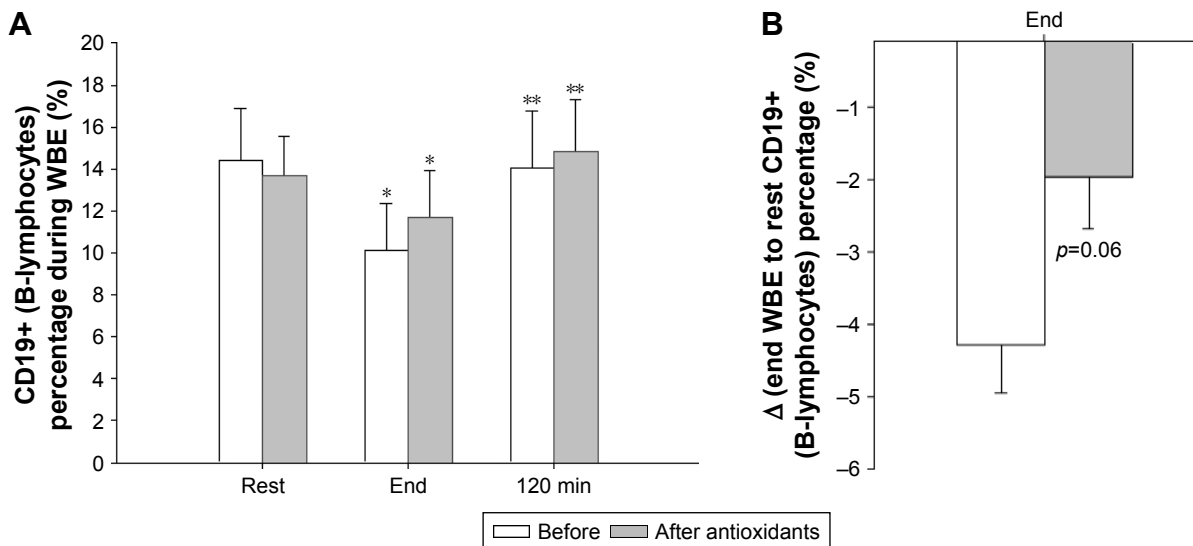 A
CD19+ (B-lymphocytes)
percentage during WBE (%)
20
18
16
14
12
10
8
6
4
2
0
*
*
**
**
Rest
End
120 min
B
End
Δ (end WBE to rest CD19+
(B-lymphocytes) percentage (%)
–1
–2
–3
–4
–5
–6
p=0.06
Before
After antioxidants